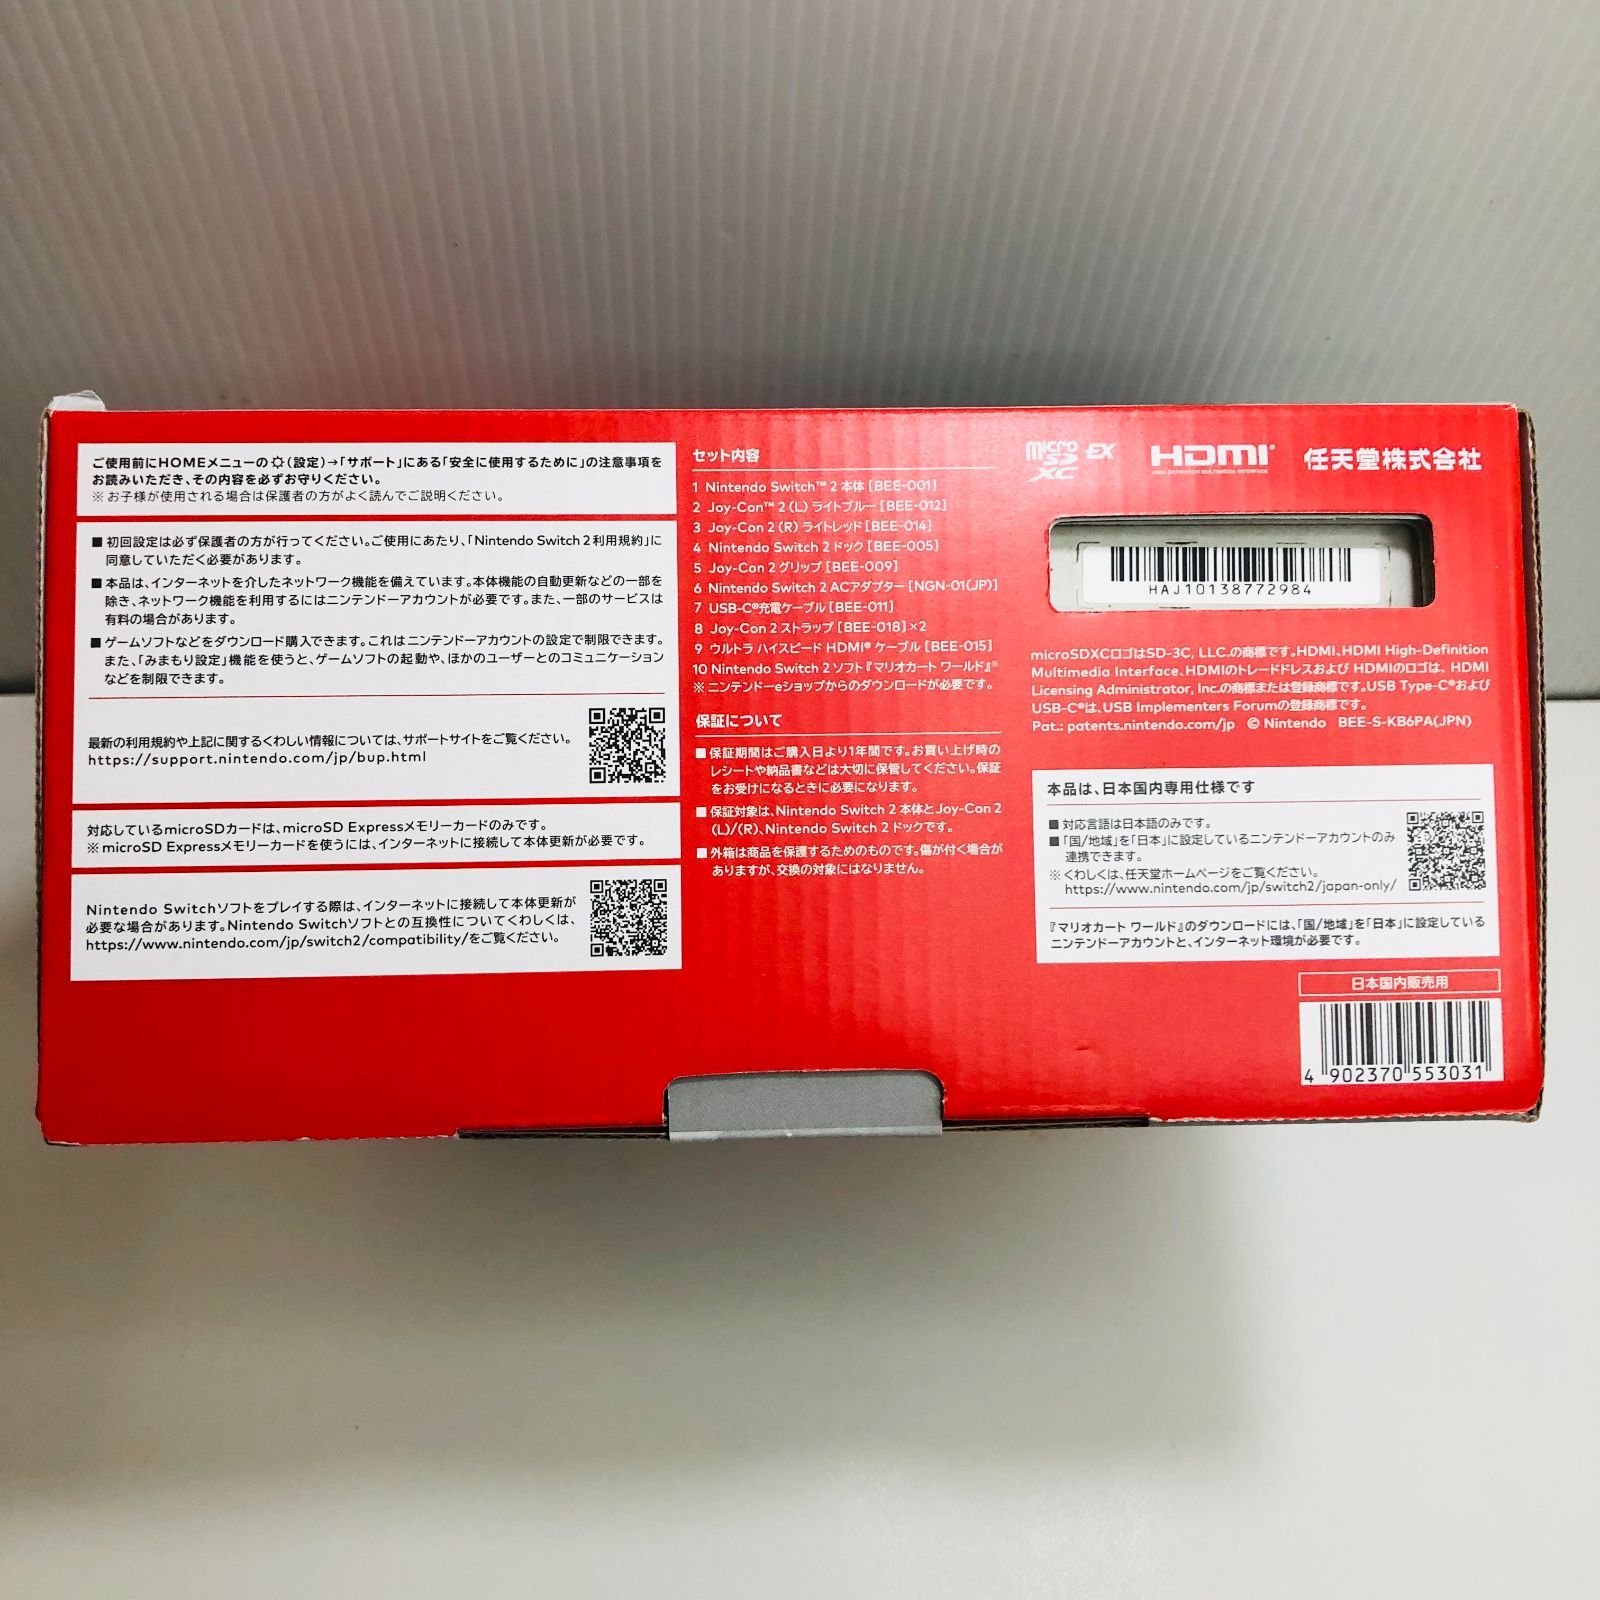 ご使用前にHOMEメニューの(設定)→「サポート」にある「安全に使用するために」の注意事項を
お読みいただき、その内容を必ずお守りください。
※お子様が使用される場合は保護者の方がよく読んでご説明ください。
■初回設定は必ず保護者の方が行ってください。ご使用にあたり、「Nintendo Switch 2 利用規約」に
同意していただく必要があります。
■本品は、インターネットを介したネットワーク機能を備えています。本体機能の自動更新などの一部を
除き、ネットワーク機能を利用するにはニンテンドーアカウントが必要です。また、一部のサービスは
有料の場合があります。
■ゲームソフトなどをダウンロード購入できます。これはニンテンドーアカウントの設定で制限できます。
また、「みまもり設定」機能を使うと、ゲームソフトの起動や、ほかのユーザーとのコミュニケーション
などを制限できます。
最新の利用規約や上記に関するくわしい情報については、サポートサイトをご覧ください。
https://support.nintendo.com/jp/bup.html
対応しているmicroSDカードは、microSD Expressメモリーカードのみです。
※microSD Expressメモリーカードを使うには、インターネットに接続して本体更新が必要です。
Nintendo Switchソフトをプレイする際は、インターネットに接続して本体更新が
必要な場合があります。Nintendo Switchソフトとの互換性についてくわしくは、
https://www.nintendo.com/jp/switch2/compatibility/をご覧ください。
セット内容
1 Nintendo Switch™ 2 本体 [BEE-001]
2 Joy-Con™ 2 (L) ライトブルー [BEE-012]
3 Joy-Con 2 (R) ライトレッド [BEE-014]
4 Nintendo Switch 2 ドック [BEE-005]
5 Joy-Con 2 グリップ [BEE-009]
6 Nintendo Switch 2 ACアダプター [NGN-01(JP)]
7 USB-C®充電ケーブル [BEE-011]
8 Joy-Con 2 ストラップ [BEE-018]×2
9 ウルトラ ハイスピード HDMI® ケーブル [BEE-015]
10 Nintendo Switch 2 ソフト『マリオカート ワールド』※
※ニンテンドーeショップからのダウンロードが必要です。
保証について
■保証期間はご購入日より1年間です。お買い上げ時の
レシートや納品書などは大切に保管してください。保証
をお受けになるときに必要になります。
■保証対象は、Nintendo Switch 2 本体とJoy-Con 2
(L)/(R)、Nintendo Switch 2 ドックです。
■外箱は商品を保護するためのものです。傷が付く場合が
ありますが、交換の対象にはなりません。
micro SD XC EX HDMI® 任天堂株式会社
HIGH DEFINITION MULTIMEDIA INTERFACE
HAJ10138772984
microSDXCロゴはSD-3C, LLC.の商標です。HDMI、HDMI High-Definition
Multimedia Interface、HDMIのトレードドレスおよび HDMIのロゴは、HDMI
Licensing Administrator, Inc.の商標または登録商標です。USB Type-C®および
USB-C®は、USB Implementers Forumの登録商標です。
Pat.: patents.nintendo.com/jp © Nintendo BEE-S-KB6PA(JPN)
本品は、日本国内専用仕様です
■対応言語は日本語のみです。
■「国/地域」を「日本」に設定しているニンテンドーアカウントのみ
連携できます。
※くわしくは、任天堂ホームページをご覧ください。
https://www.nintendo.com/jp/switch2/japan-only/
『マリオカート ワールド』のダウンロードには、「国/地域」を「日本」に設定している
ニンテンドーアカウントと、インターネット環境が必要です。
日本国内販売用
4 902370 553031